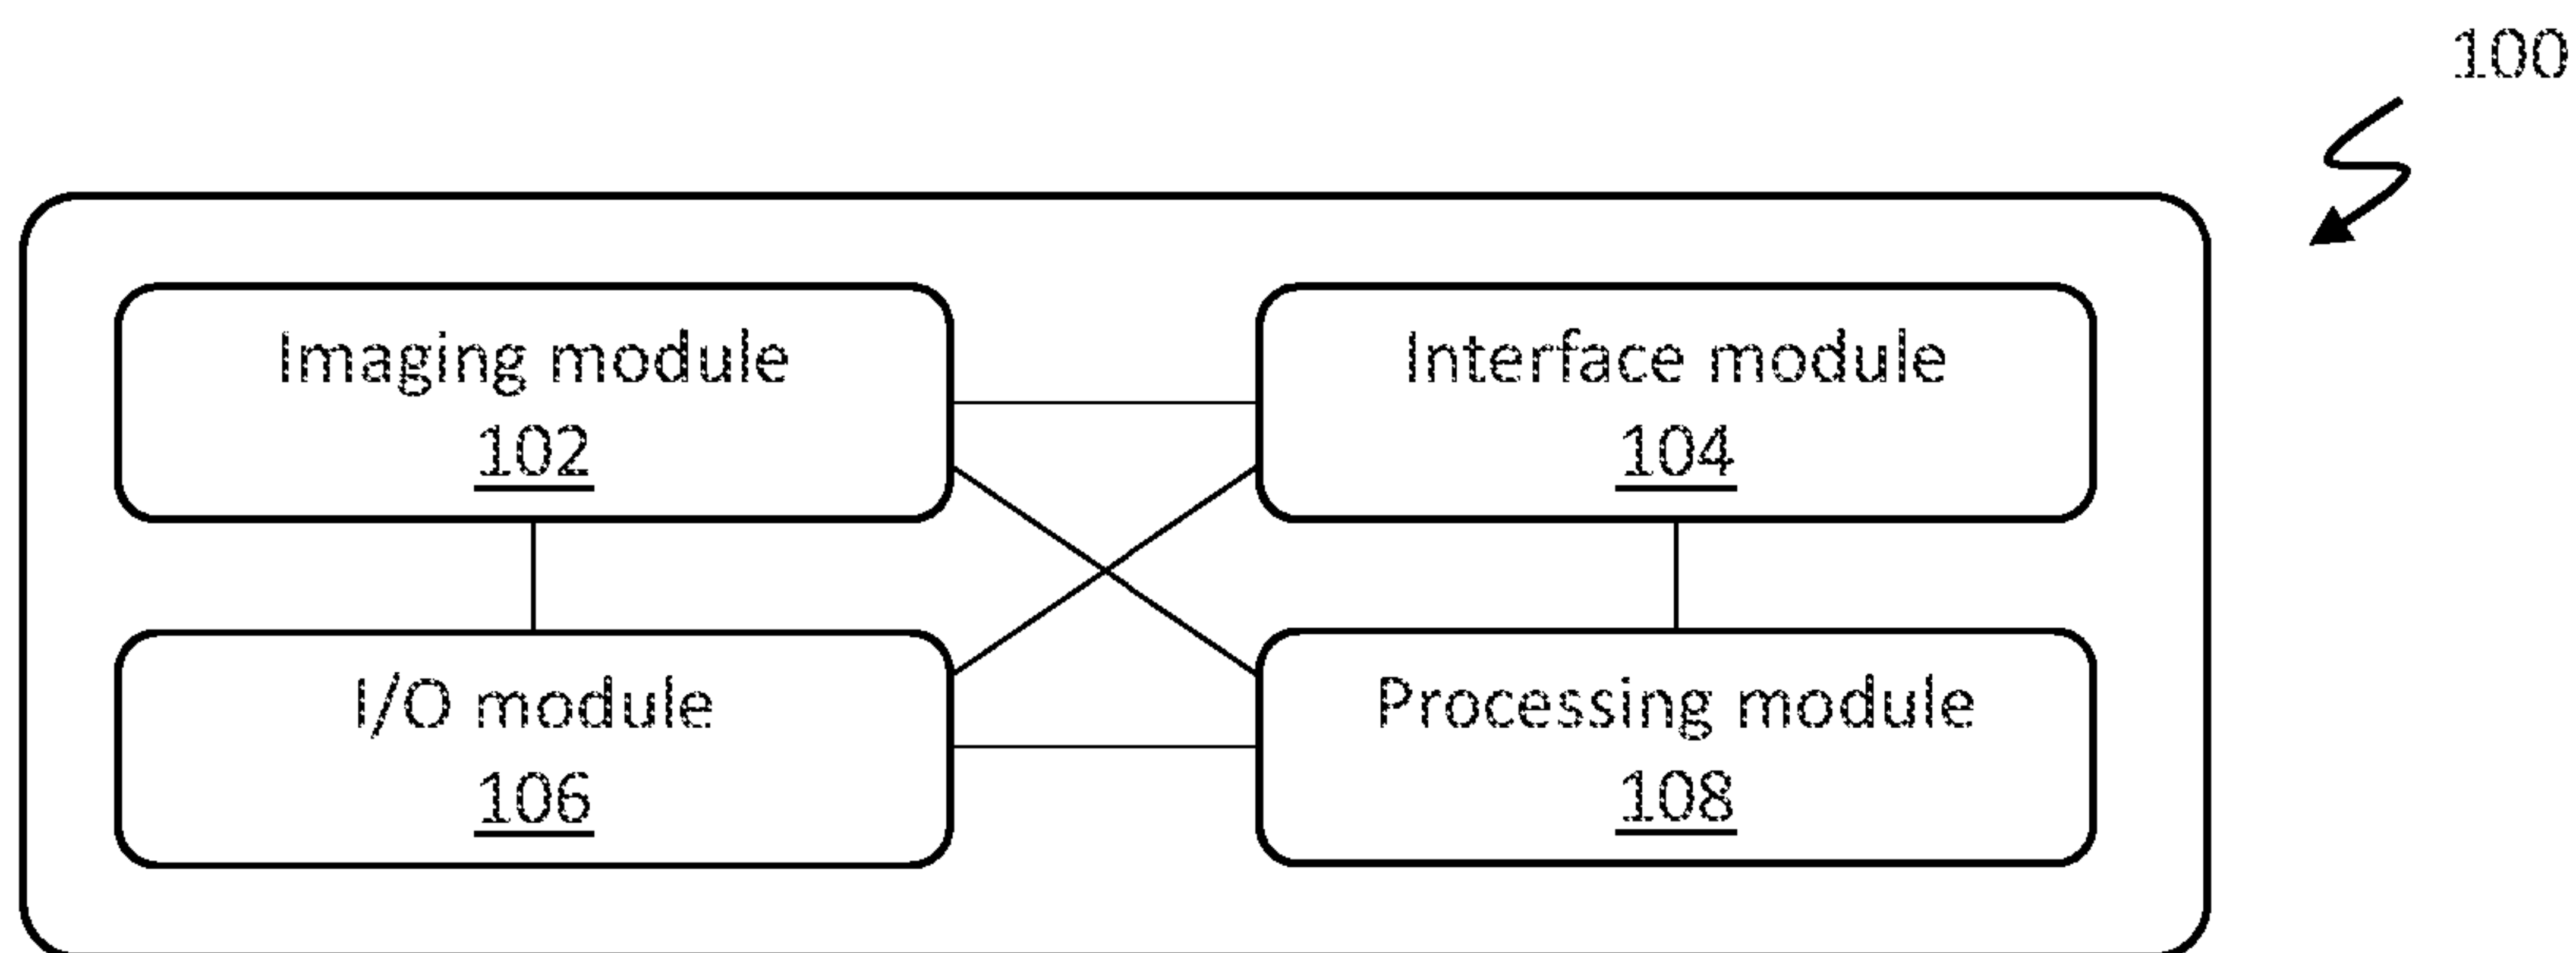 100
Imaging module
102
Interface module
104
I/O module
106
Processing module
108